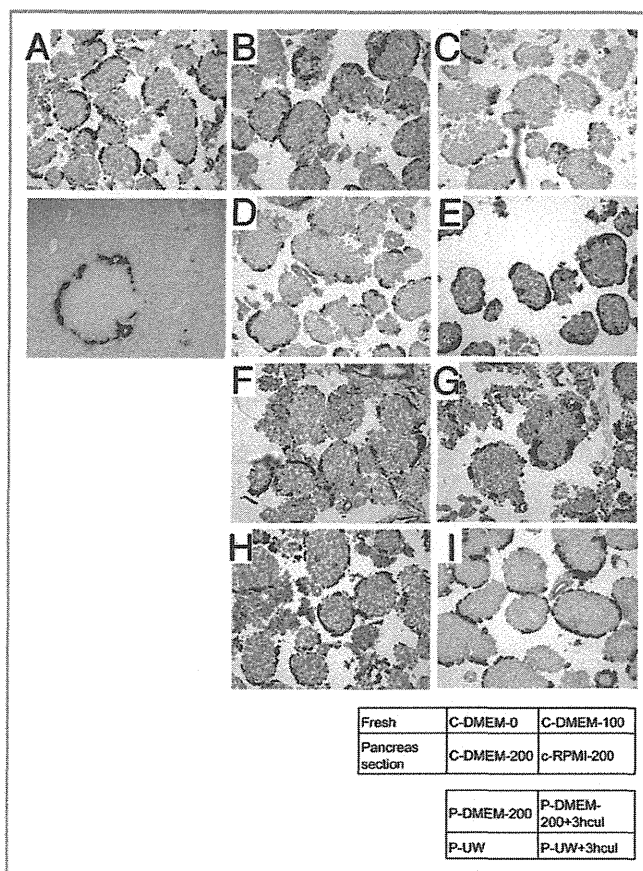 A
B
C
D
E
F
G
H
I
Fresh C-DMEM-0 C-DMEM-100
Pancreas section C-DMEM-200 c-RPMI-200
P-DMEM-200 P-DMEM-200+3hcul
P-UW P-UW+3hcul